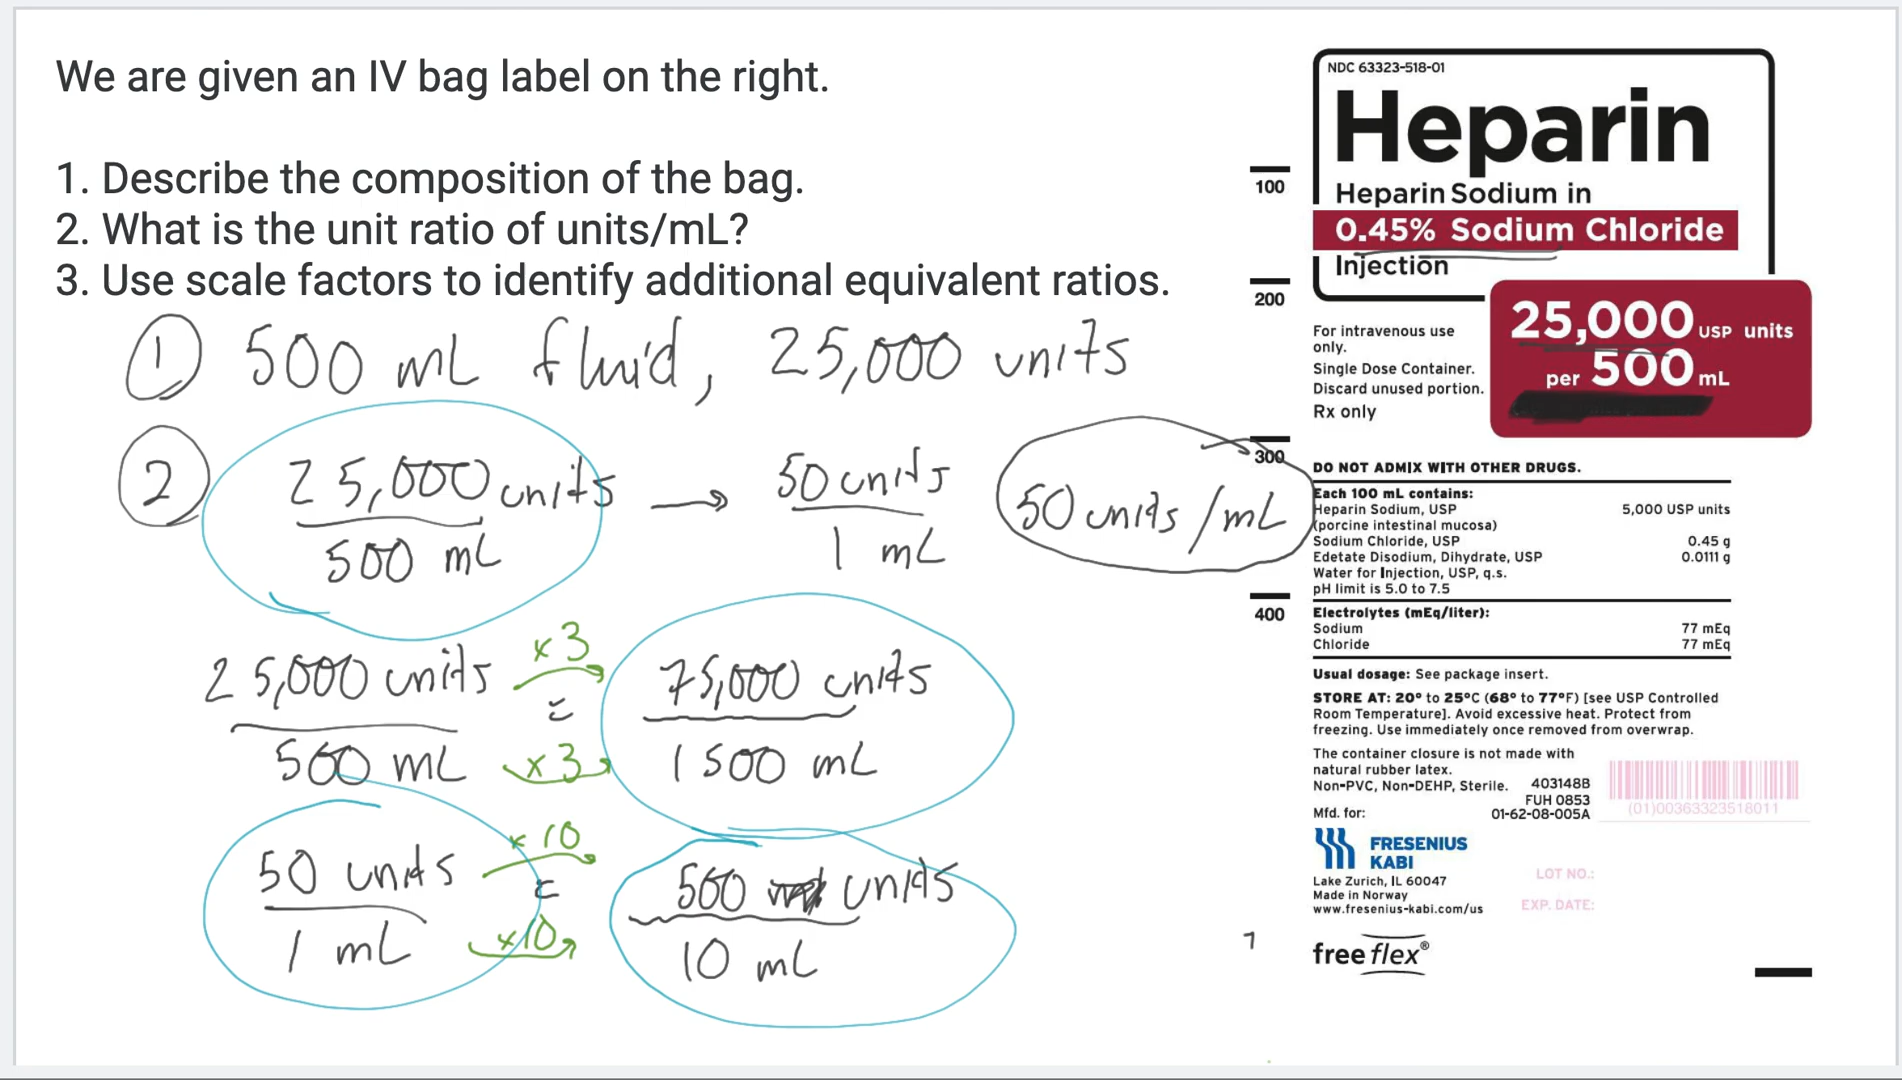 We are given an IV bag label on the right.
1. Describe the composition of the bag.
2. What is the unit ratio of units/mL?
3. Use scale factors to identify additional equivalent ratios.
1 500 mL fluid, 25,000 units
2 25,000 units → 50 units 50 units/mL
500 mL 1 mL
25,000 units x3 = 75,000 units
500 mL x3 1500 mL
50 units x10 = 500 units
1 mL x10 10 mL
NDC 63323-518-01
Heparin
Heparin Sodium in
0.45% Sodium Chloride
Injection
100
200
300
400
For intravenous use
only.
Single Dose Container.
Discard unused portion.
Rx only
25,000 USP units
per 500 mL
DO NOT ADMIX WITH OTHER DRUGS.
Each 100 mL contains:
Heparin Sodium, USP 5,000 USP units
(porcine intestinal mucosa)
Sodium Chloride, USP 0.45 g
Edetate Disodium, Dihydrate, USP 0.0111 g
Water for Injection, USP, q.s.
pH limit is 5.0 to 7.5
Electrolytes (mEq/liter):
Sodium 77 mEq
Chloride 77 mEq
Usual dosage: See package insert.
STORE AT: 20° to 25°C (68° to 77°F) [see USP Controlled
Room Temperature]. Avoid excessive heat. Protect from
freezing. Use immediately once removed from overwrap.
The container closure is not made with
natural rubber latex.
Non-PVC, Non-DEHP, Sterile. 403148B
FUH 0853
Mfd. for: 01-62-08-005A
(01)00363323518011
FRESENIUS
KABI
Lake Zurich, IL 60047
Made in Norway
www.fresenius-kabi.com/us
LOT NO.:
EXP. DATE:
freeflex®